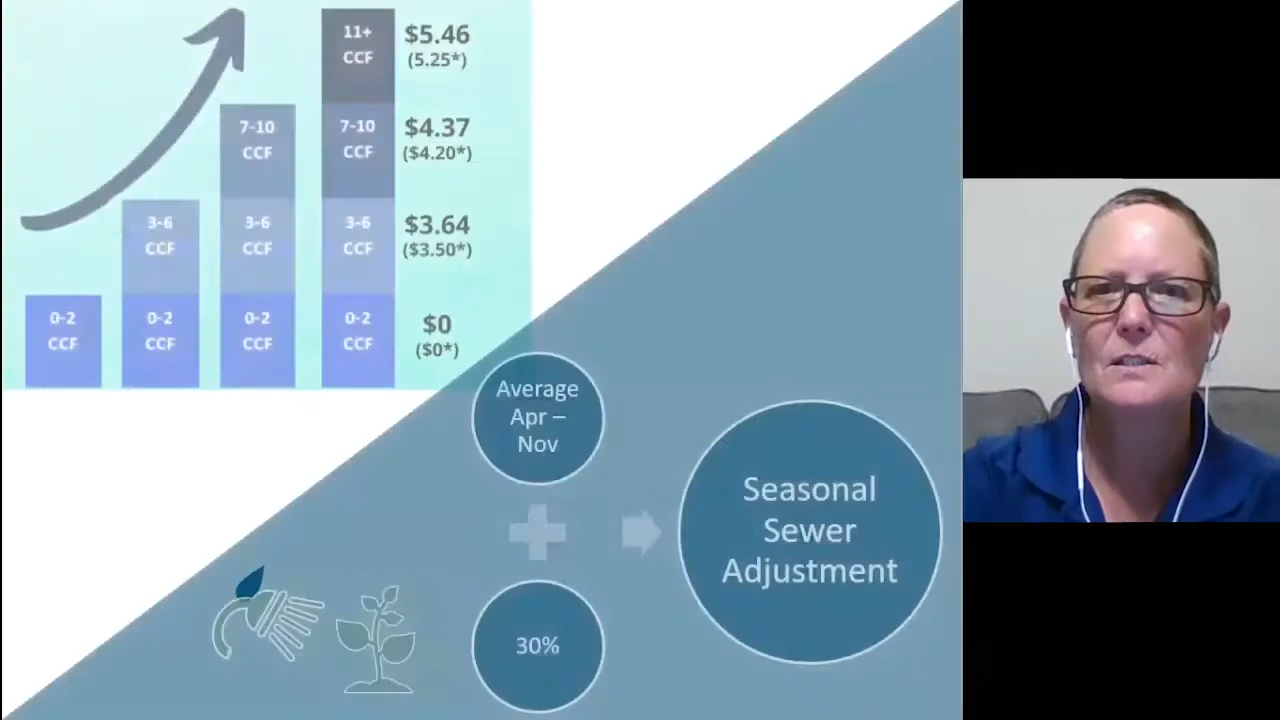 11+
CCF
$5.46
(5.25*)
7-10
CCF
7-10
CCF
$4.37
($4.20*)
3-6
CCF
3-6
CCF
3-6
CCF
$3.64
($3.50*)
0-2
CCF
0-2
CCF
0-2
CCF
0-2
CCF
$0
($0*)
Average
Apr –
Nov
30%
Seasonal
Sewer
Adjustment